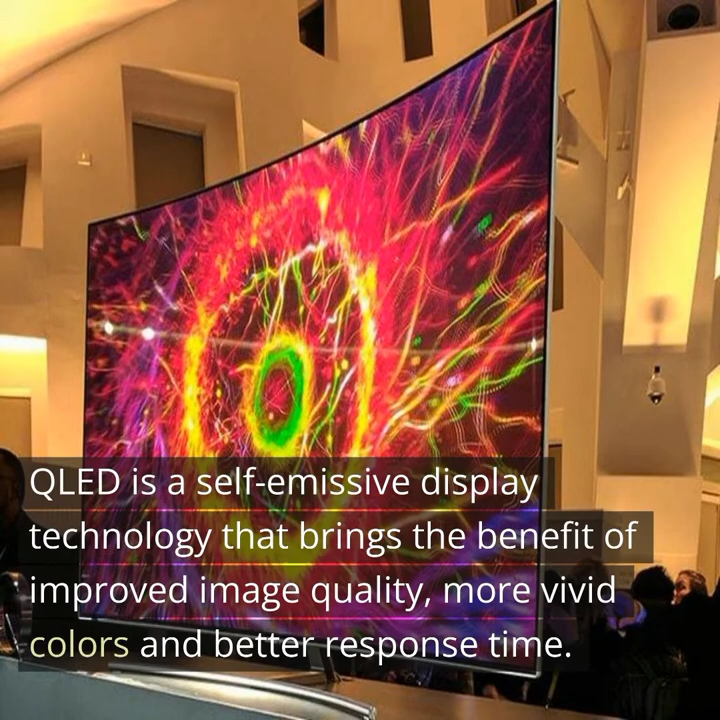 QLED is a self-emissive display
technology that brings the benefit of
improved image quality, more vivid
colors and better response time.